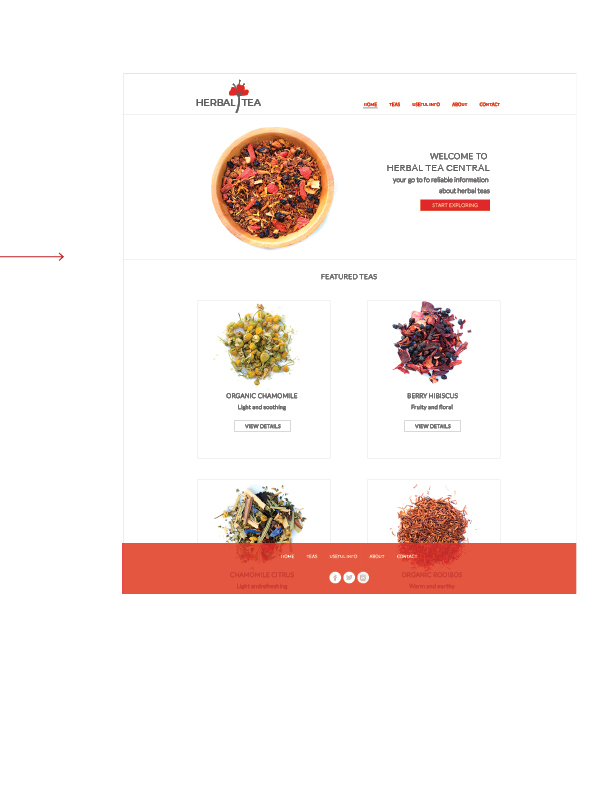 HERBAL TEA
HOME TEAS USEFUL INFO ABOUT CONTACT
WELCOME TO
HERBAL TEA CENTRAL
your go to fo reliable information
about herbal teas
START EXPLORING
FEATURED TEAS
ORGANIC CHAMOMILE
Light and soothing
VIEW DETAILS
BERRY HIBISCUS
Fruity and floral
VIEW DETAILS
HOME TEAS USEFUL INFO ABOUT CONTACT
CHAMOMILE CITRUS
Light and refreshing
ORGANIC ROOIBOS
Warm and earthy